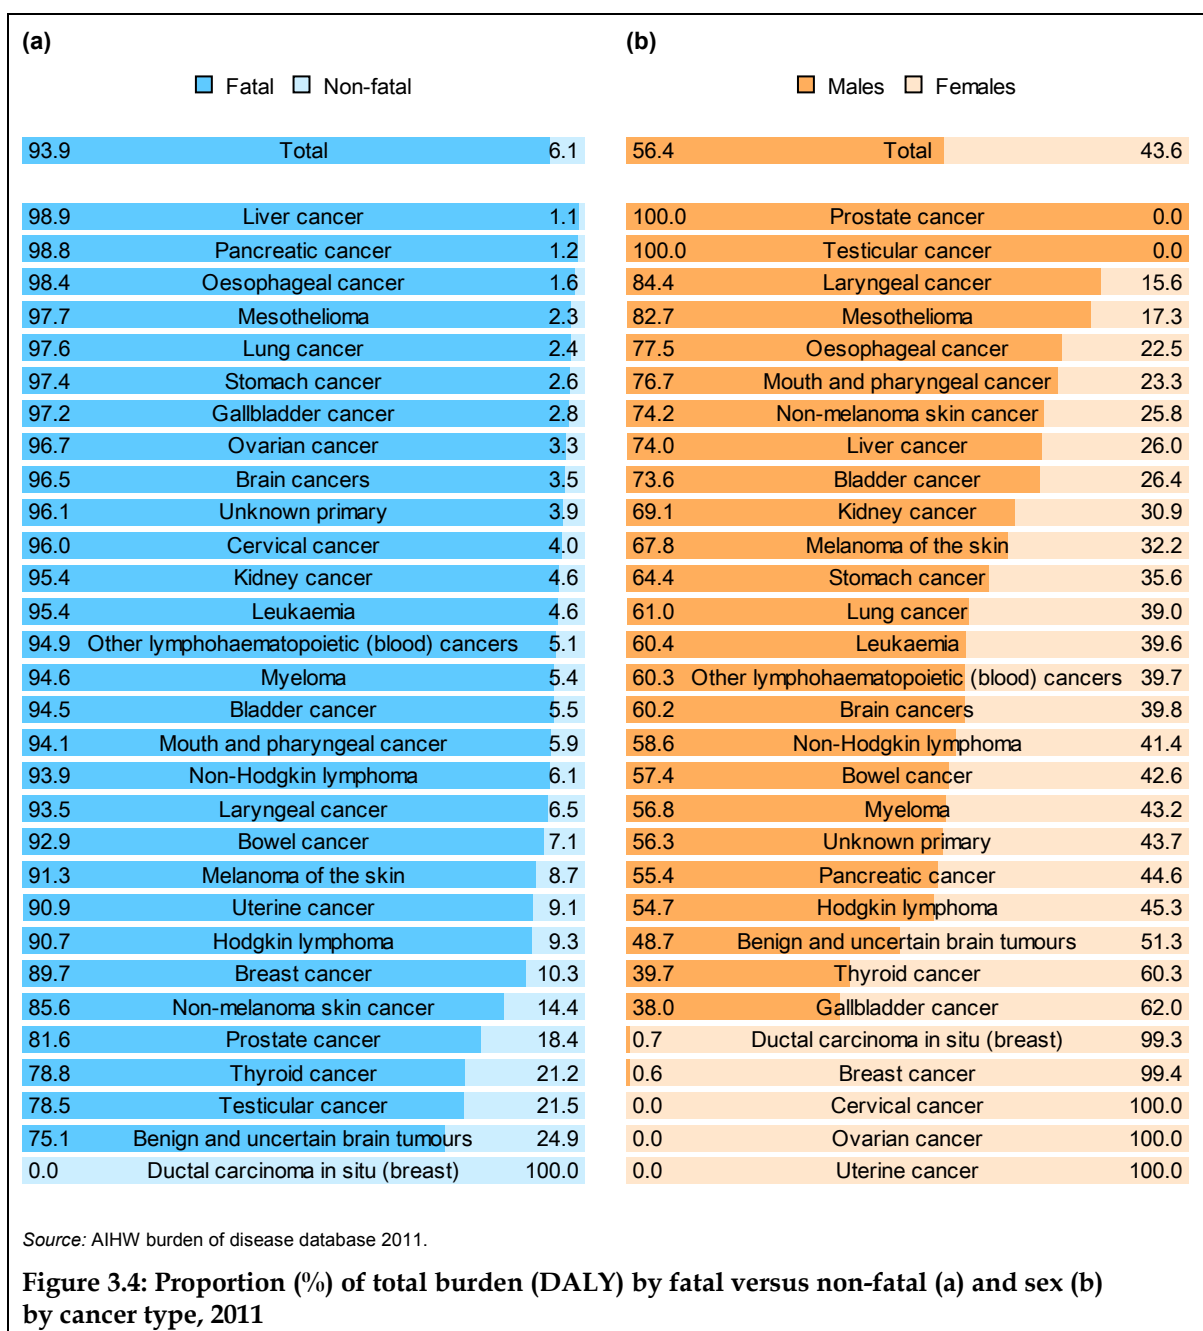 (a)
Fatal Non-fatal
93.9 Total 6.1
98.9 Liver cancer 1.1
98.8 Pancreatic cancer 1.2
98.4 Oesophageal cancer 1.6
97.7 Mesothelioma 2.3
97.6 Lung cancer 2.4
97.4 Stomach cancer 2.6
97.2 Gallbladder cancer 2.8
96.7 Ovarian cancer 3.3
96.5 Brain cancers 3.5
96.1 Unknown primary 3.9
96.0 Cervical cancer 4.0
95.4 Kidney cancer 4.6
95.4 Leukaemia 4.6
94.9 Other lymphohaematopoietic (blood) cancers 5.1
94.6 Myeloma 5.4
94.5 Bladder cancer 5.5
94.1 Mouth and pharyngeal cancer 5.9
93.9 Non-Hodgkin lymphoma 6.1
93.5 Laryngeal cancer 6.5
92.9 Bowel cancer 7.1
91.3 Melanoma of the skin 8.7
90.9 Uterine cancer 9.1
90.7 Hodgkin lymphoma 9.3
89.7 Breast cancer 10.3
85.6 Non-melanoma skin cancer 14.4
81.6 Prostate cancer 18.4
78.8 Thyroid cancer 21.2
78.5 Testicular cancer 21.5
75.1 Benign and uncertain brain tumours 24.9
0.0 Ductal carcinoma in situ (breast) 100.0
(b)
Males Females
56.4 Total 43.6
100.0 Prostate cancer 0.0
100.0 Testicular cancer 0.0
84.4 Laryngeal cancer 15.6
82.7 Mesothelioma 17.3
77.5 Oesophageal cancer 22.5
76.7 Mouth and pharyngeal cancer 23.3
74.2 Non-melanoma skin cancer 25.8
74.0 Liver cancer 26.0
73.6 Bladder cancer 26.4
69.1 Kidney cancer 30.9
67.8 Melanoma of the skin 32.2
64.4 Stomach cancer 35.6
61.0 Lung cancer 39.0
60.4 Leukaemia 39.6
60.3 Other lymphohaematopoietic (blood) cancers 39.7
60.2 Brain cancers 39.8
58.6 Non-Hodgkin lymphoma 41.4
57.4 Bowel cancer 42.6
56.8 Myeloma 43.2
56.3 Unknown primary 43.7
55.4 Pancreatic cancer 44.6
54.7 Hodgkin lymphoma 45.3
48.7 Benign and uncertain brain tumours 51.3
39.7 Thyroid cancer 60.3
38.0 Gallbladder cancer 62.0
0.7 Ductal carcinoma in situ (breast) 99.3
0.6 Breast cancer 99.4
0.0 Cervical cancer 100.0
0.0 Ovarian cancer 100.0
0.0 Uterine cancer 100.0
Source: AIHW burden of disease database 2011.
Figure 3.4: Proportion (%) of total burden (DALY) by fatal versus non-fatal (a) and sex (b)
by cancer type, 2011